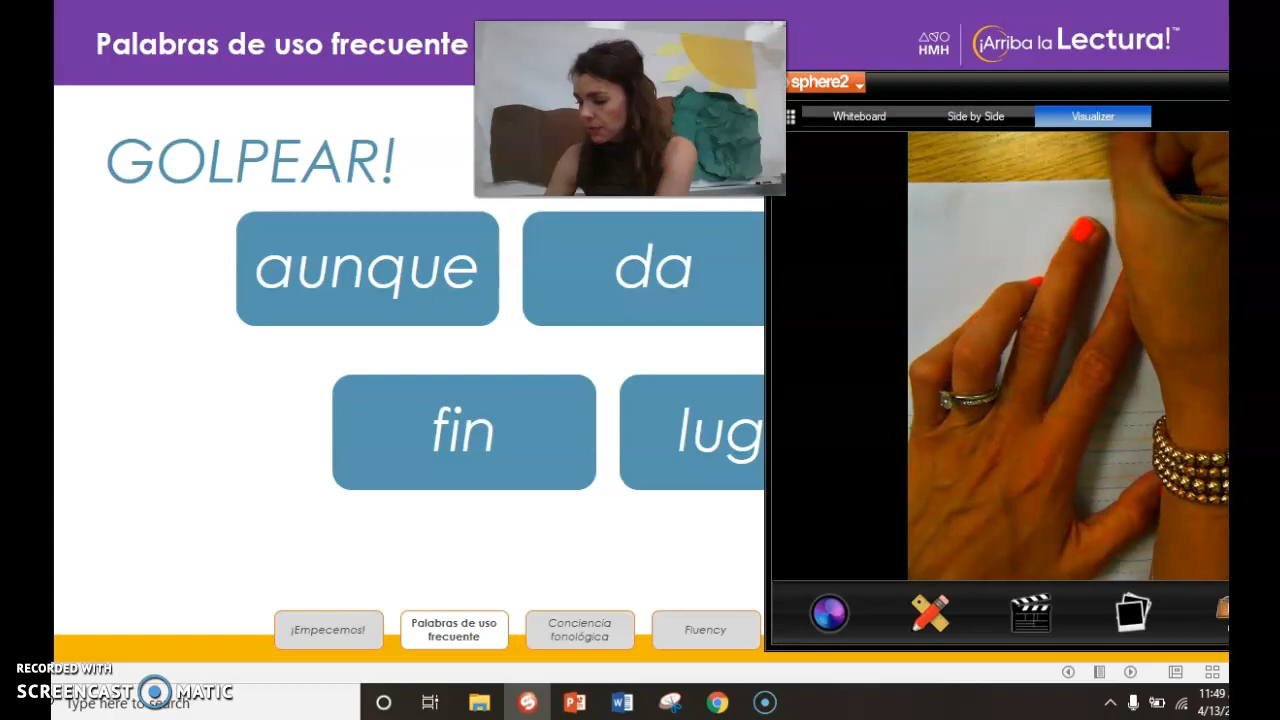 Palabras de uso frecuente
HMH
¡Arriba la Lectura!™
sphere2
Whiteboard Side by Side Visualizer
GOLPEAR!
aunque da
fin lug
¡Empecemos!
Palabras de uso
frecuente
Conciencia
fonológica
Fluency
RECORDED WITH
SCREENCAST MATIC
Type here to search
11:49
4/13/2